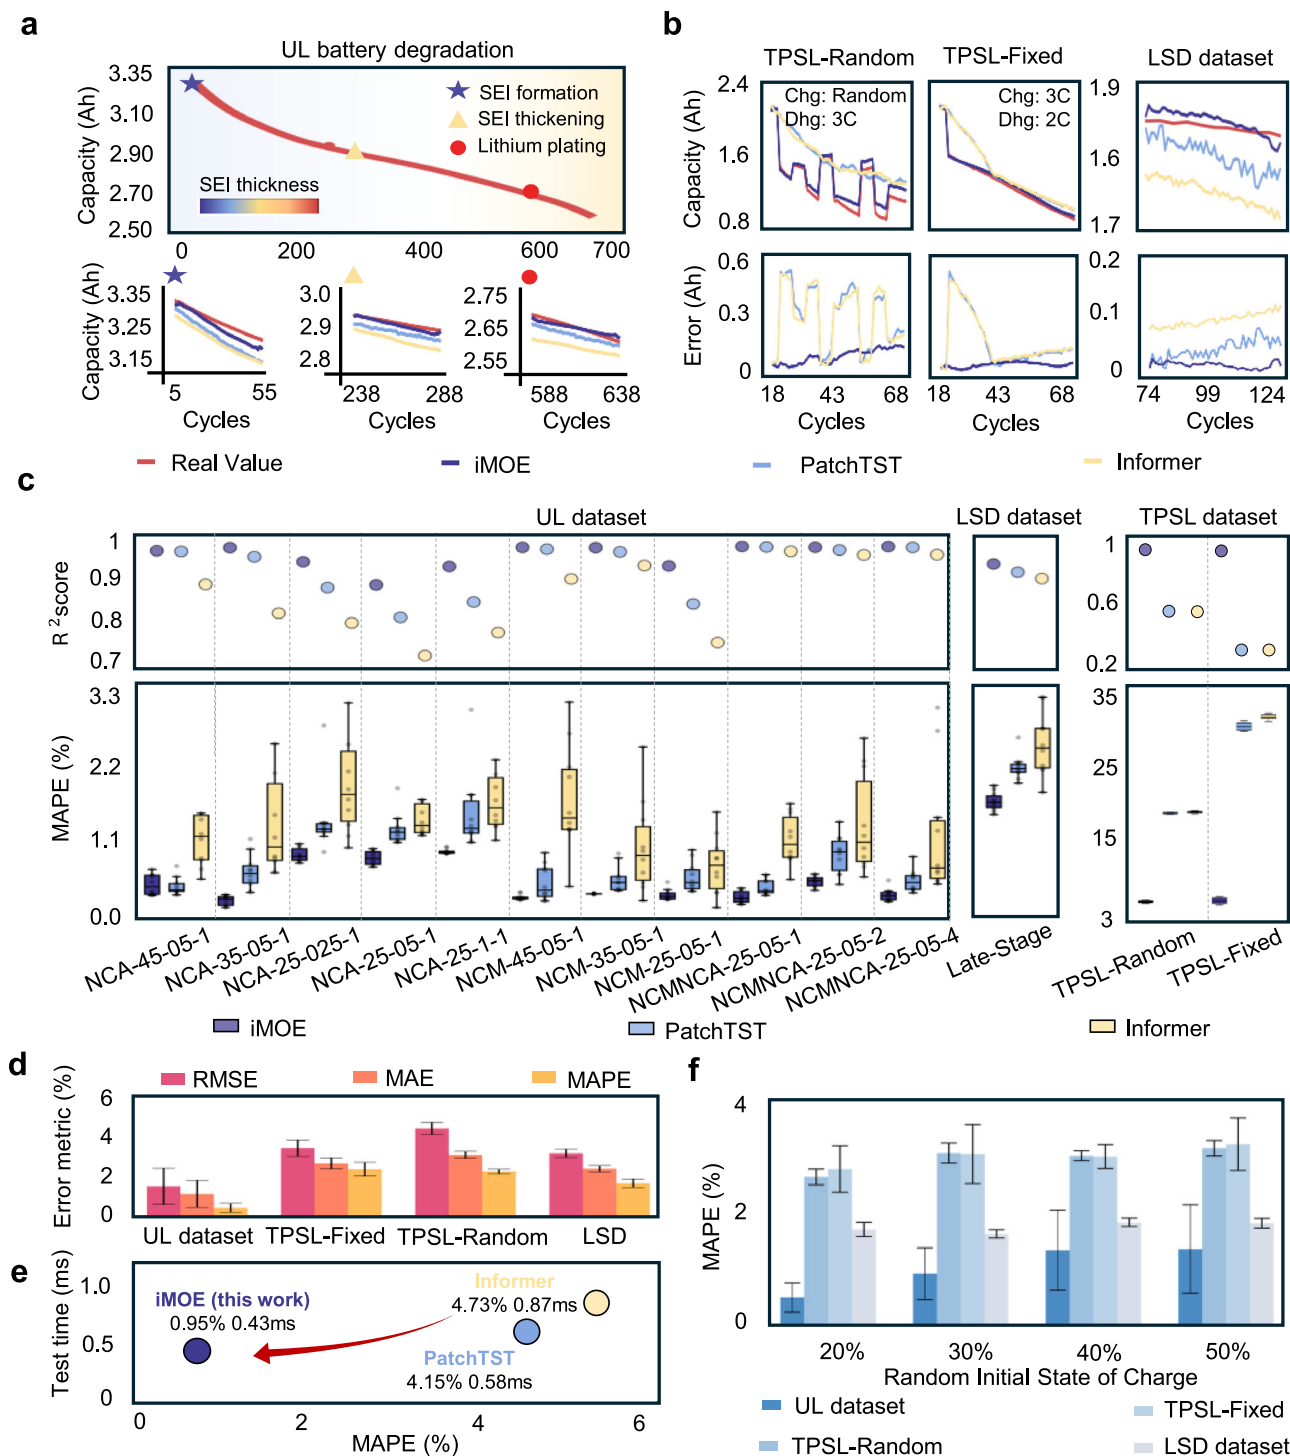 a
UL battery degradation
Capacity (Ah)
3.35
3.10
2.90
2.70
2.50
SEI formation
SEI thickening
Lithium plating
SEI thickness
0 200 400 600 700
Capacity (Ah)
3.35
3.25
3.15
5 55
Cycles
3.0
2.9
2.8
238 288
Cycles
2.75
2.65
2.55
588 638
Cycles
b
TPSL-Random
TPSL-Fixed
LSD dataset
Capacity (Ah)
2.4
1.6
0.8
Chg: Random
Dhg: 3C
Chg: 3C
Dhg: 2C
1.9
1.6
1.7
Error (Ah)
0.6
0.3
0
0.2
0.1
0
18 43 68
Cycles
18 43 68
Cycles
74 99 124
Cycles
Real Value
iMOE
PatchTST
Informer
c
UL dataset
LSD dataset
TPSL dataset
R² score
1
0.9
0.8
0.7
1
0.6
0.2
MAPE (%)
3.3
2.2
1.1
0.0
35
25
15
3
NCA-45-05-1
NCA-35-05-1
NCA-25-025-1
NCA-25-05-1
NCA-25-1-1
NCM-45-05-1
NCM-35-05-1
NCM-25-05-1
NCMNCA-25-05-1
NCMNCA-25-05-2
NCMNCA-25-05-4
Late-Stage
TPSL-Random
TPSL-Fixed
iMOE
PatchTST
Informer
d
RMSE
MAE
MAPE
Error metric (%)
6
4
2
0
UL dataset
TPSL-Fixed
TPSL-Random
LSD
e
Test time (ms)
1.0
0.5
0
iMOE (this work)
0.95% 0.43ms
Informer
4.73% 0.87ms
PatchTST
4.15% 0.58ms
0 2 4 6
MAPE (%)
f
MAPE (%)
4
2
0
20% 30% 40% 50%
Random Initial State of Charge
UL dataset
TPSL-Fixed
TPSL-Random
LSD dataset